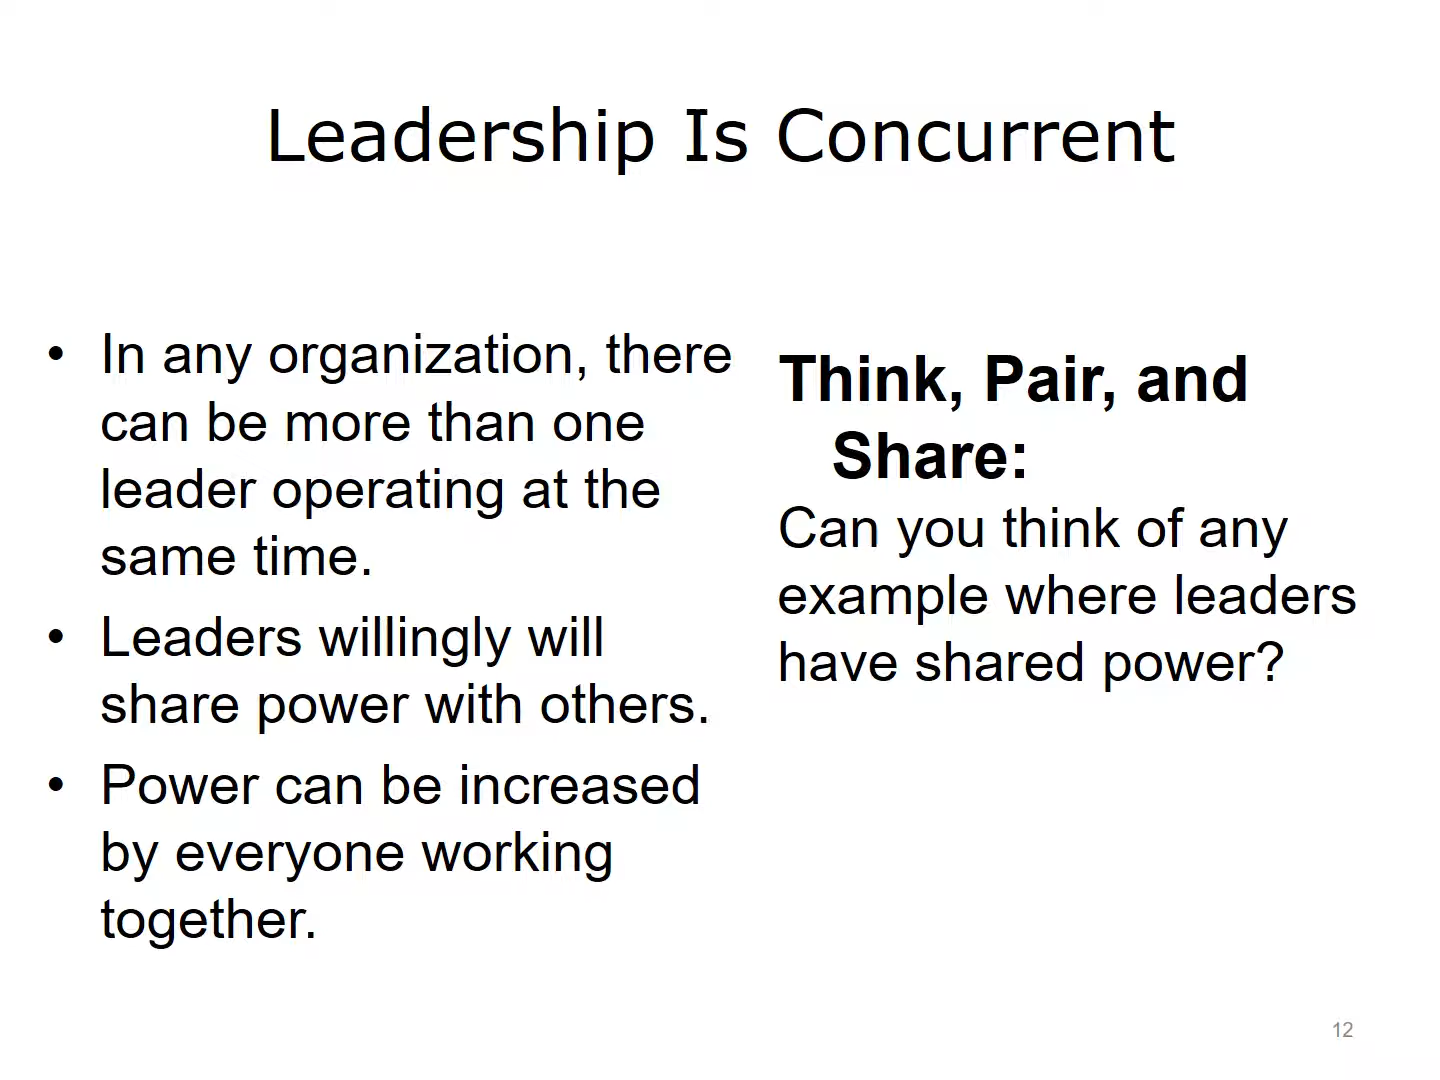 Leadership Is Concurrent
• In any organization, there
can be more than one
leader operating at the
same time.
• Leaders willingly will
share power with others.
• Power can be increased
by everyone working
together.
Think, Pair, and
Share:
Can you think of any
example where leaders
have shared power?
12